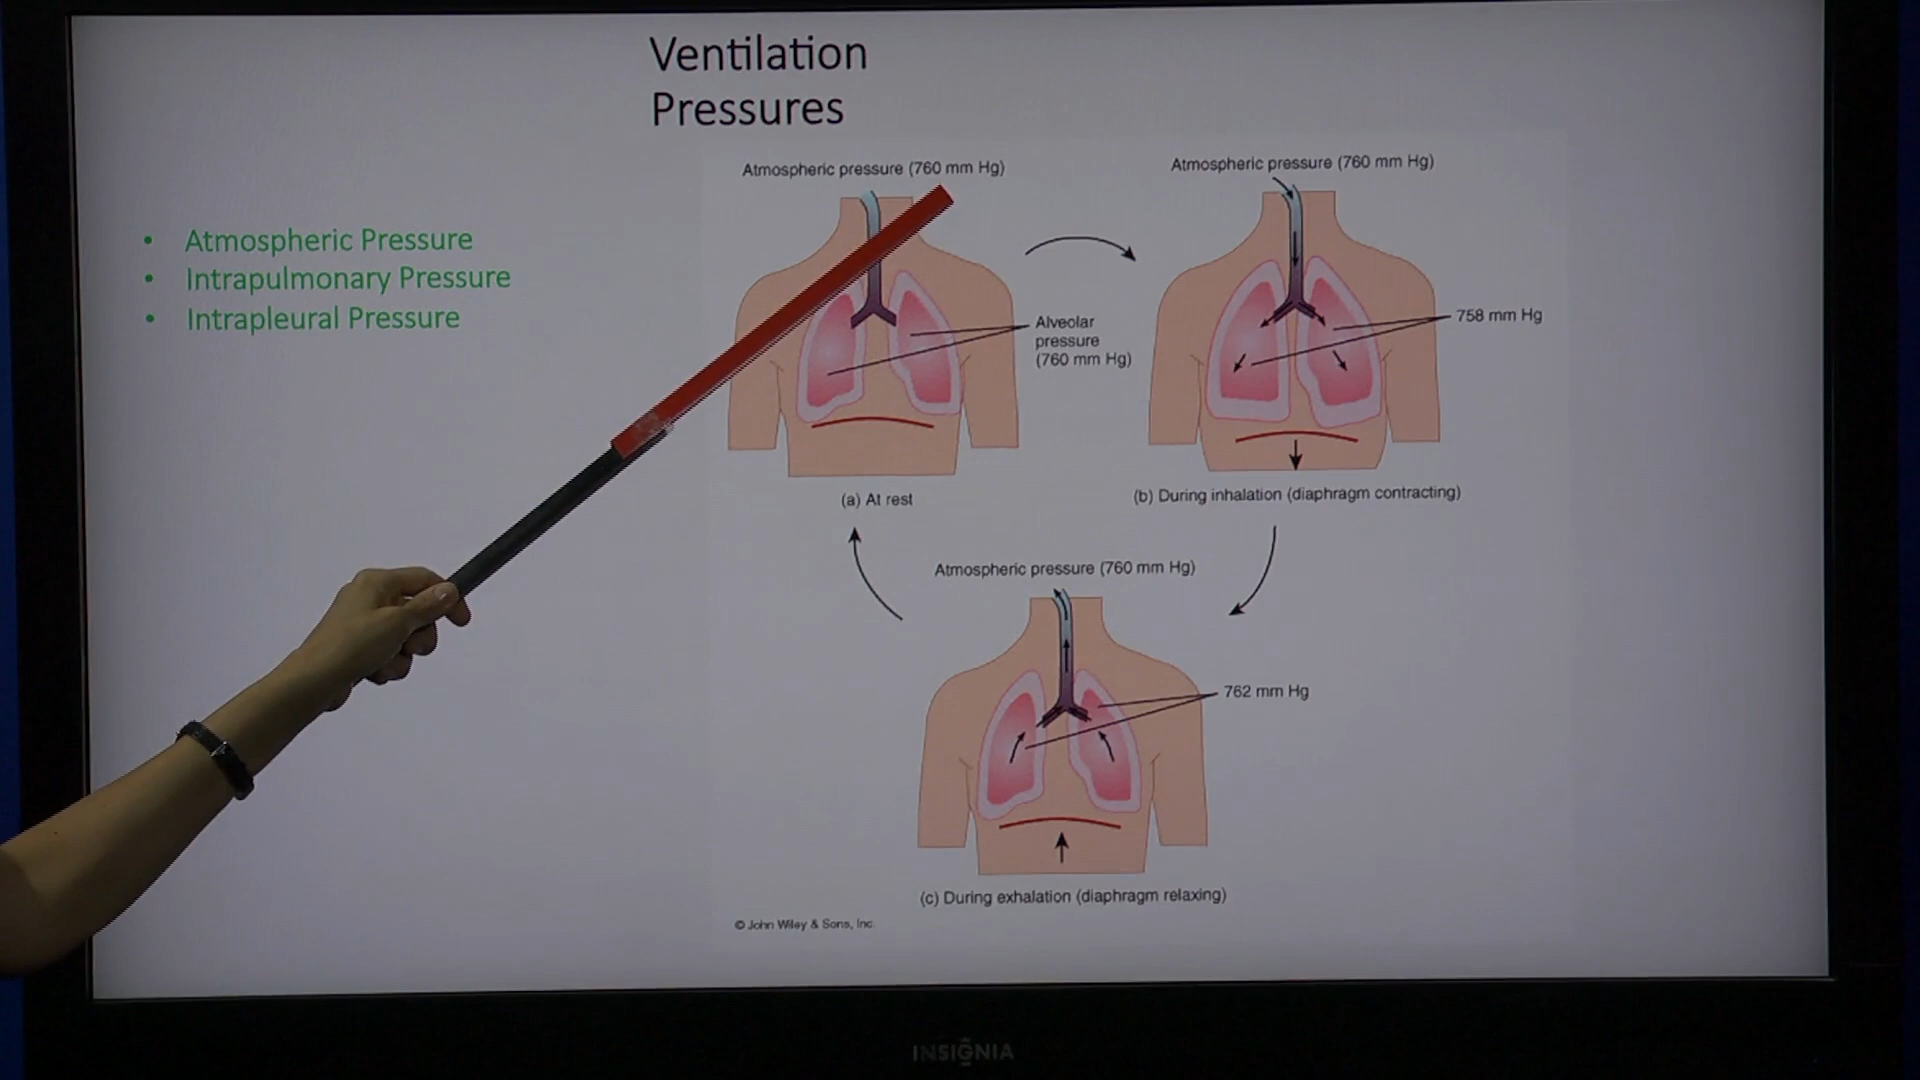 Ventilation
Pressures
• Atmospheric Pressure
• Intrapulmonary Pressure
• Intrapleural Pressure
Atmospheric pressure (760 mm Hg)
Alveolar
pressure
(760 mm Hg)
(a) At rest
Atmospheric pressure (760 mm Hg)
758 mm Hg
(b) During inhalation (diaphragm contracting)
Atmospheric pressure (760 mm Hg)
762 mm Hg
(c) During exhalation (diaphragm relaxing)
© John Wiley & Sons, Inc.
INSIGNIA